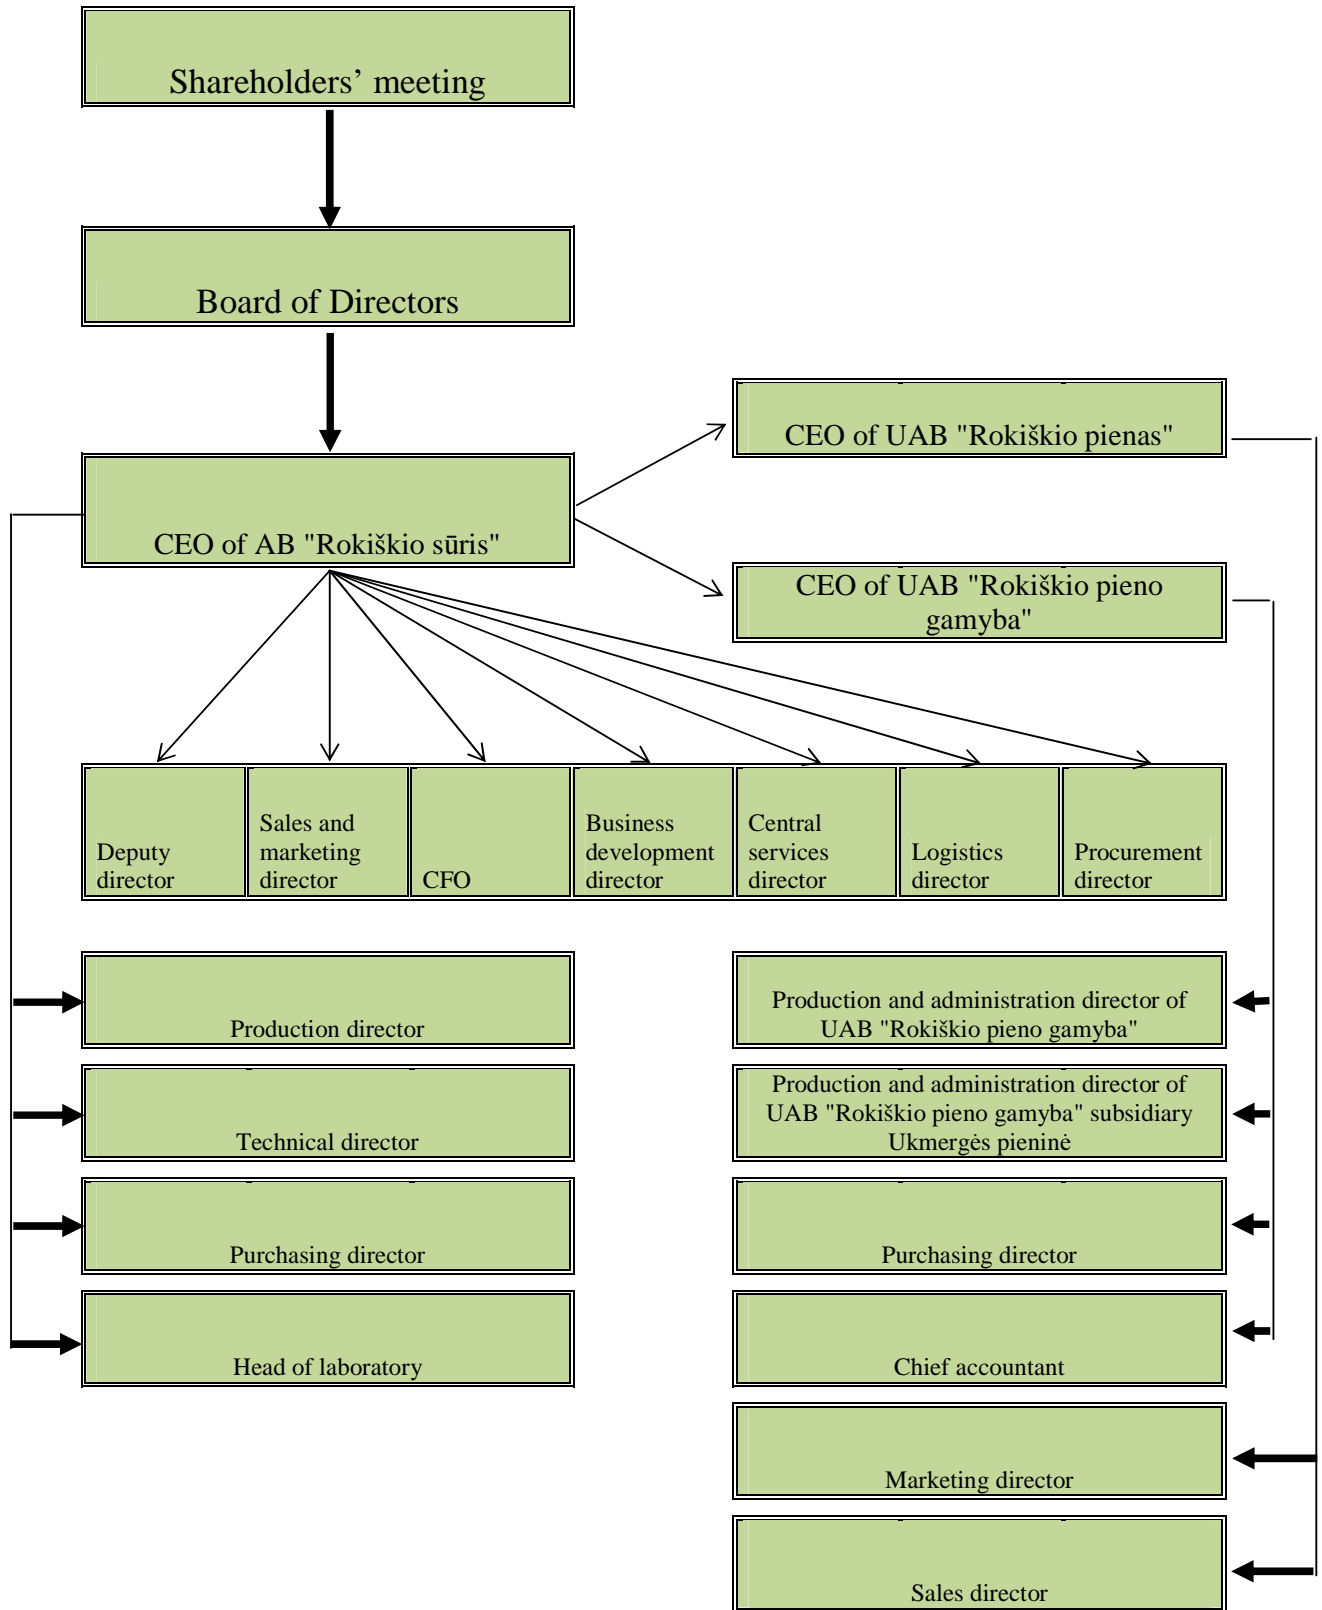 Shareholders’ meeting
Board of Directors
CEO of UAB "Rokiškio pienas"
CEO of AB "Rokiškio sūris"
CEO of UAB "Rokiškio pieno
gamyba"
Deputy
director
Sales and
marketing
director
CFO
Business
development
director
Central
services
director
Logistics
director
Procurement
director
Production director
Production and administration director of
UAB "Rokiškio pieno gamyba"
Technical director
Production and administration director of
UAB "Rokiškio pieno gamyba" subsidiary
Ukmergės pieninė
Purchasing director
Purchasing director
Head of laboratory
Chief accountant
Marketing director
Sales director